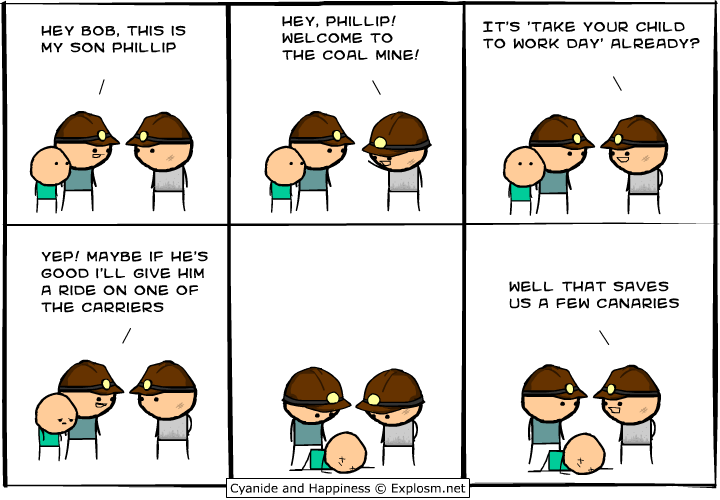 HEY BOB, THIS IS
MY SON PHILLIP
HEY, PHILLIP!
WELCOME TO
THE COAL MINE!
IT'S 'TAKE YOUR CHILD
TO WORK DAY' ALREADY?
YEP! MAYBE IF HE'S
GOOD I'LL GIVE HIM
A RIDE ON ONE OF
THE CARRIERS
WELL THAT SAVES
US A FEW CANARIES
Cyanide and Happiness © Explosm.net